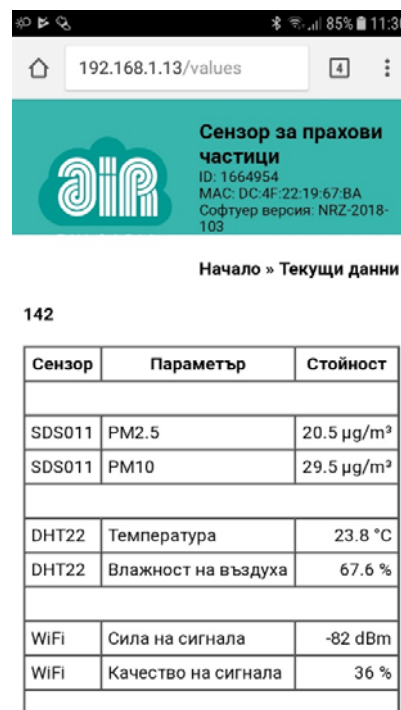 85% 11:30
192.168.1.13/values 4
aiR
Сензор за прахови
частици
ID: 1664954
MAC: DC:4F:22:19:67:BA
Софтуер версия: NRZ-2018-
103
Начало » Текущи данни
142
Сензор Параметър Стойност
SDS011 PM2.5 20.5 µg/m³
SDS011 PM10 29.5 µg/m³
DHT22 Температура 23.8 °C
DHT22 Влажност на въздуха 67.6 %
WiFi Сила на сигнала -82 dBm
WiFi Качество на сигнала 36 %